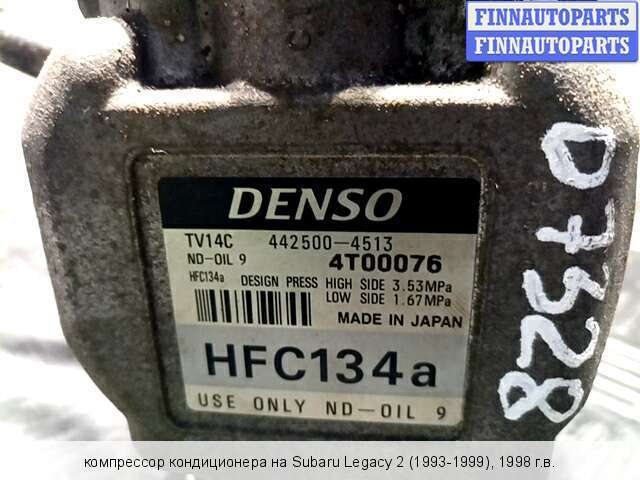 FINNAUTOPARTS
FINNAUTOPARTS
DENSO
TV14C 442500-4513
ND-OIL 9 4T00076
HFC134a DESIGN PRESS HIGH SIDE 3.53MPa
LOW SIDE 1.67MPa
MADE IN JAPAN
HFC134a
USE ONLY ND-OIL 9
D7328
компрессор кондиционера на Subaru Legacy 2 (1993-1999), 1998 г.в.